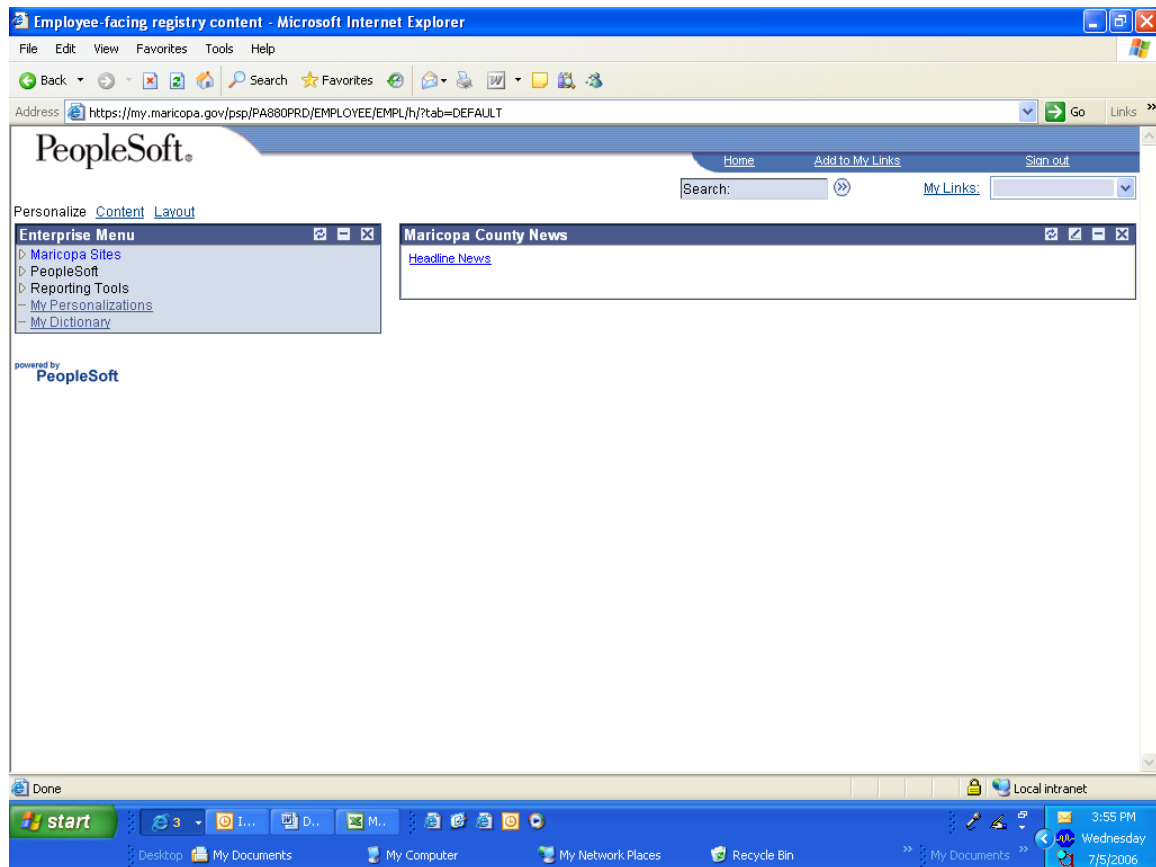 Employee-facing registry content - Microsoft Internet Explorer
File Edit View Favorites Tools Help
Back Search Favorites
Address https://my.maricopa.gov/psp/PA880PRD/EMPLOYEE/EMPL/h/?tab=DEFAULT Go Links »
PeopleSoft®
Home Add to My Links Sign out
Search: My Links:
Personalize Content Layout
Enterprise Menu
Maricopa Sites
PeopleSoft
Reporting Tools
My Personalizations
My Dictionary
Maricopa County News
Headline News
powered by
PeopleSoft
Done Local intranet
start 3 I... D.. M.. 3:55 PM
Desktop My Documents My Computer My Network Places Recycle Bin » My Documents » Wednesday
7/5/2006